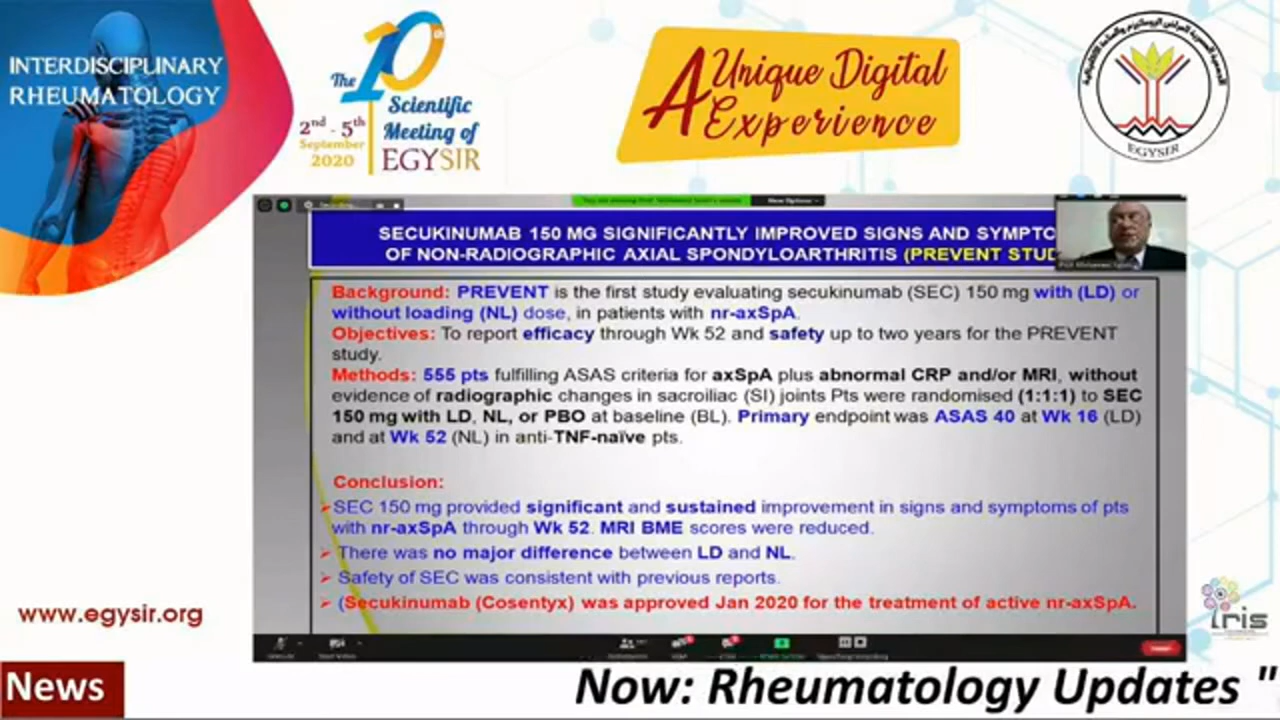 INTERDISCIPLINARY
RHEUMATOLOGY
The 10th
Scientific
Meeting of
EGYSIR
2nd - 5th
September
2020
A Unique Digital
Experience
EGYSIR
SECUKINUMAB 150 MG SIGNIFICANTLY IMPROVED SIGNS AND SYMPTO
OF NON-RADIOGRAPHIC AXIAL SPONDYLOARTHRITIS (PREVENT STUD
Background: PREVENT is the first study evaluating secukinumab (SEC) 150 mg with (LD) or
without loading (NL) dose, in patients with nr-axSpA.
Objectives: To report efficacy through Wk 52 and safety up to two years for the PREVENT
study.
Methods: 555 pts fulfilling ASAS criteria for axSpA plus abnormal CRP and/or MRI, without
evidence of radiographic changes in sacroiliac (SI) joints Pts were randomised (1:1:1) to SEC
150 mg with LD, NL, or PBO at baseline (BL). Primary endpoint was ASAS 40 at Wk 16 (LD)
and at Wk 52 (NL) in anti-TNF-naïve pts.
Conclusion:
➢SEC 150 mg provided significant and sustained improvement in signs and symptoms of pts
with nr-axSpA through Wk 52. MRI BME scores were reduced.
➢ There was no major difference between LD and NL.
➢ Safety of SEC was consistent with previous reports.
➢ (Secukinumab (Cosentyx) was approved Jan 2020 for the treatment of active nr-axSpA.
www.egysir.org
iris
News
Now: Rheumatology Updates "